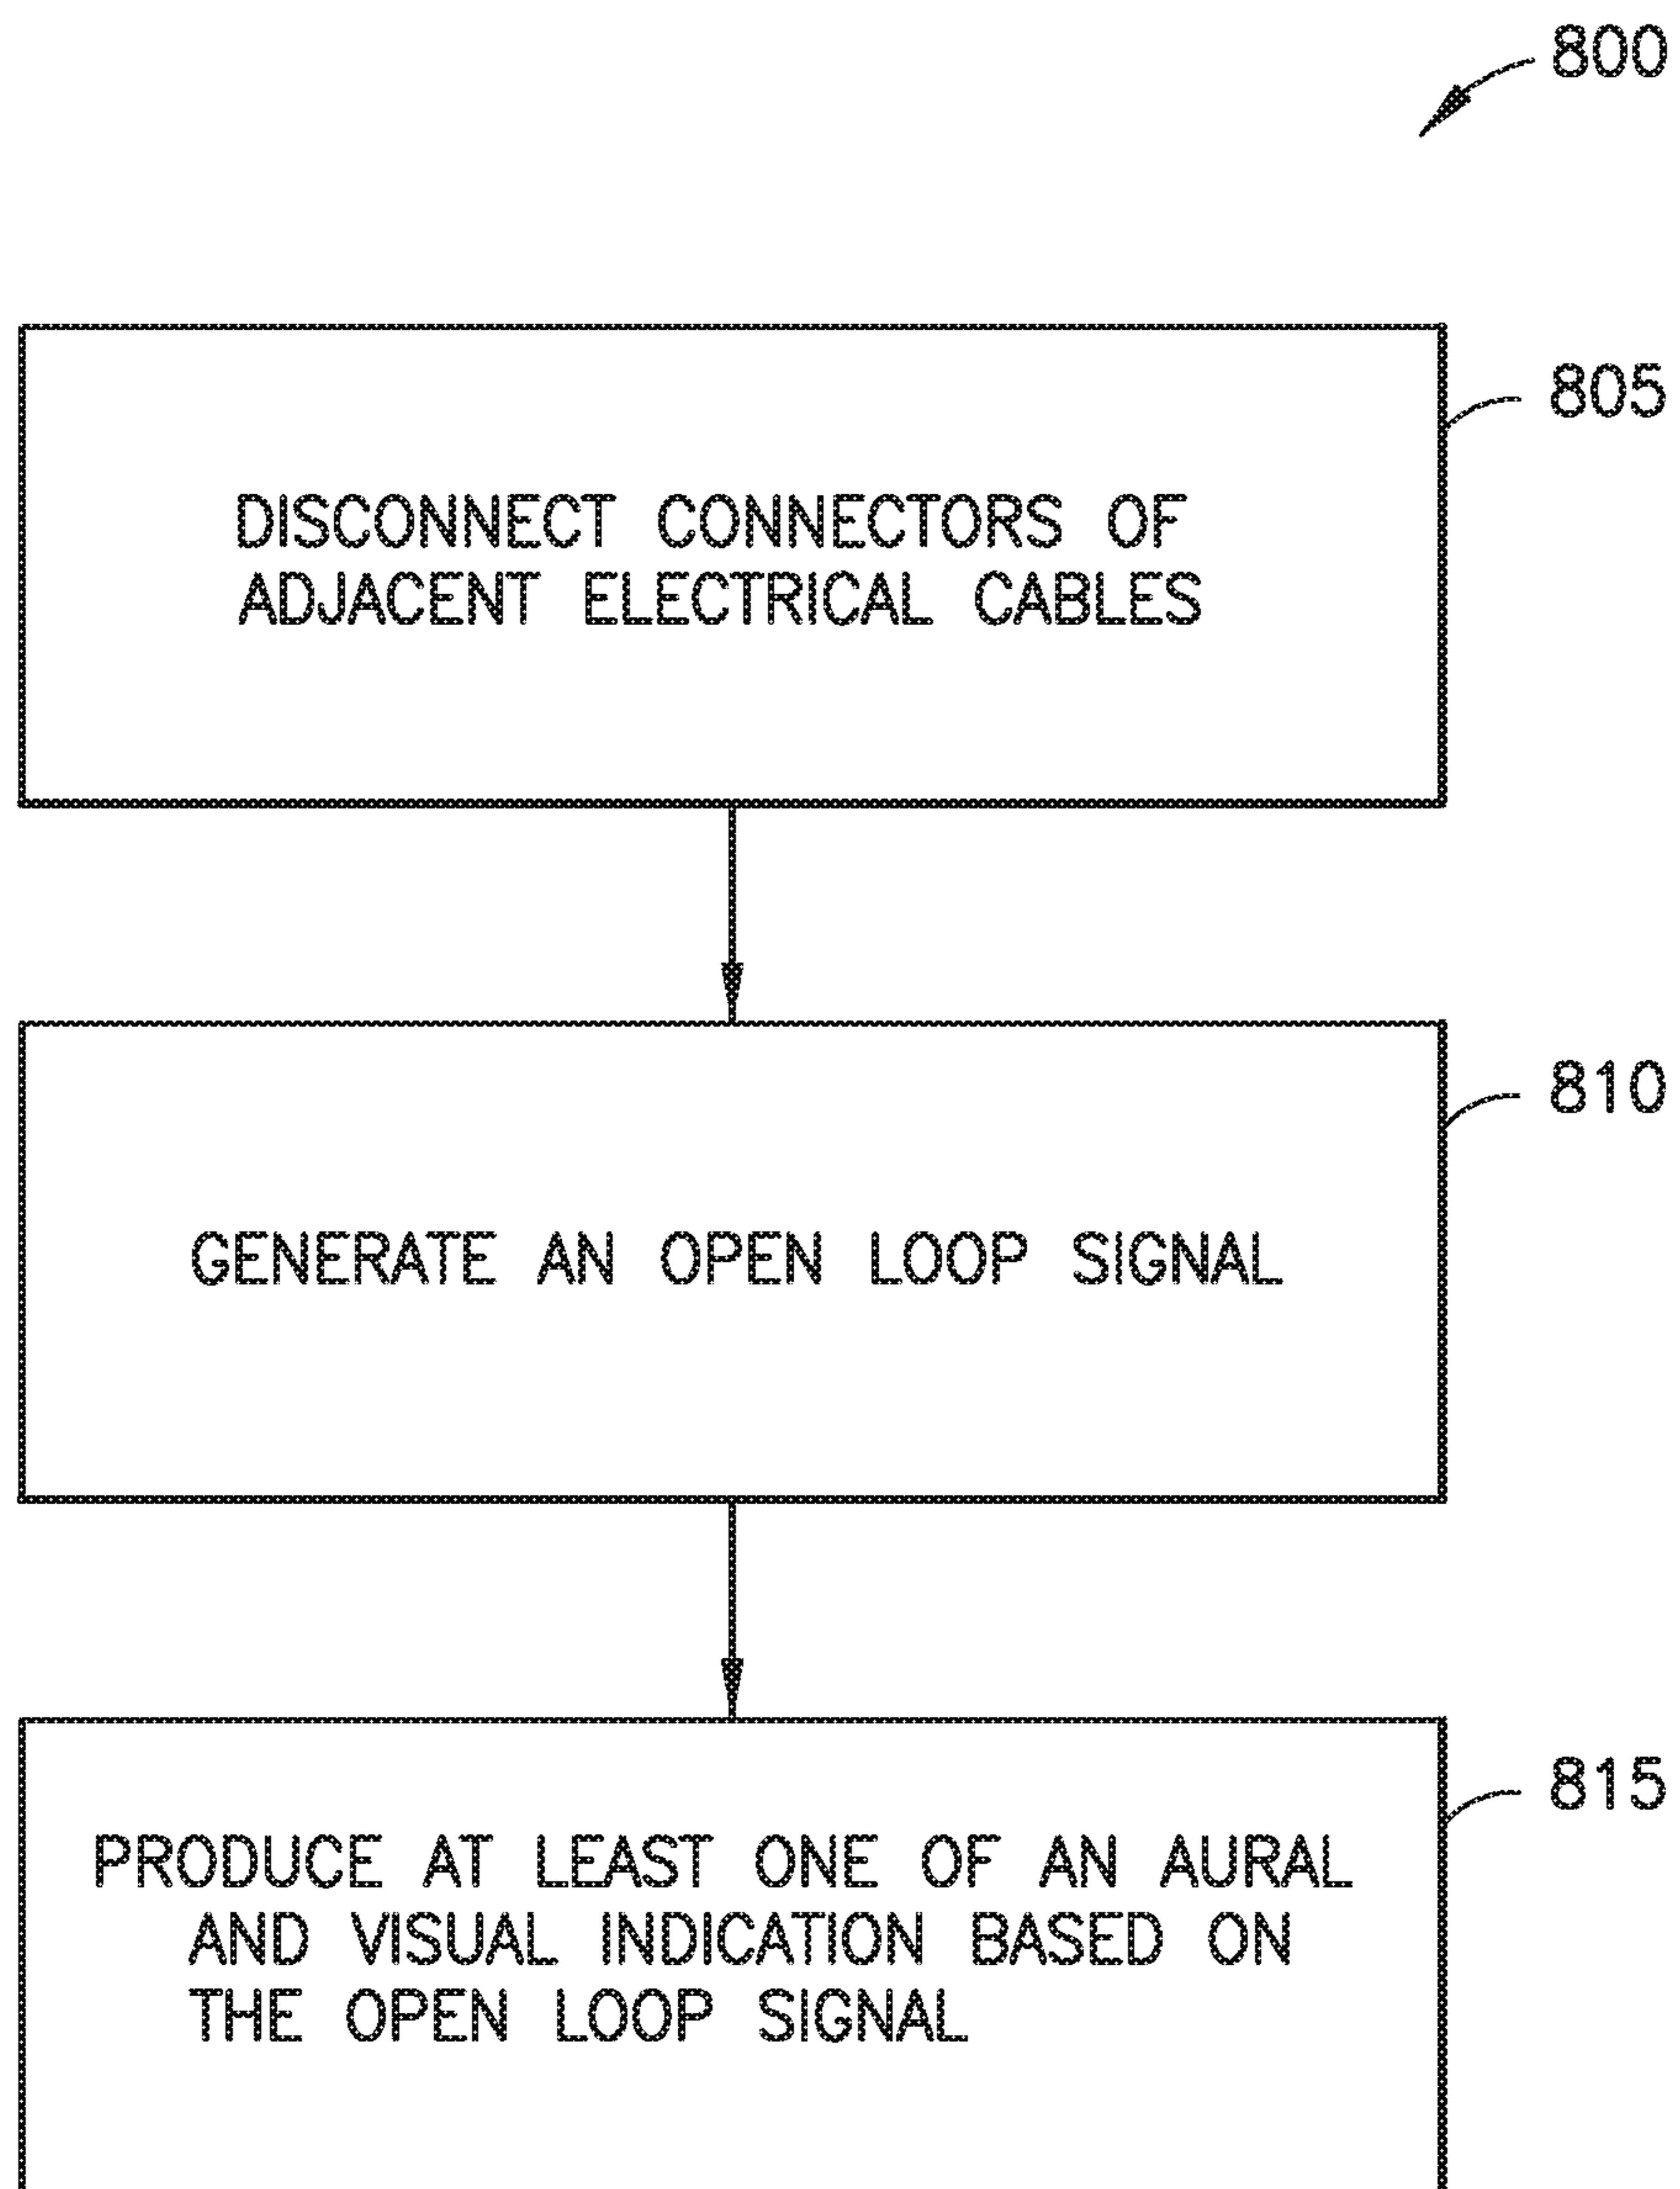 800
805
DISCONNECT CONNECTORS OF
ADJACENT ELECTRICAL CABLES
810
GENERATE AN OPEN LOOP SIGNAL
815
PRODUCE AT LEAST ONE OF AN AURAL
AND VISUAL INDICATION BASED ON
THE OPEN LOOP SIGNAL